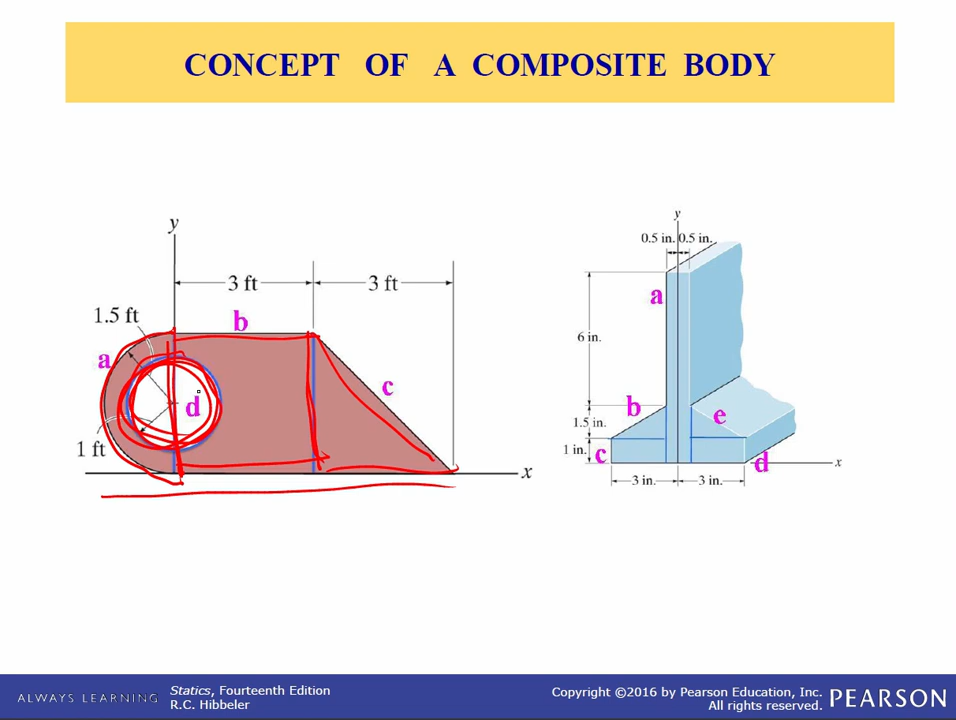 CONCEPT OF A COMPOSITE BODY
y
3 ft
3 ft
1.5 ft
b
a
c
d
1 ft
x
y
0.5 in.
0.5 in.
a
6 in.
b
1.5 in.
e
1 in.
c
d
x
3 in.
3 in.
ALWAYS LEARNING
Statics, Fourteenth Edition
R.C. Hibbeler
Copyright ©2016 by Pearson Education, Inc.
All rights reserved.
PEARSON